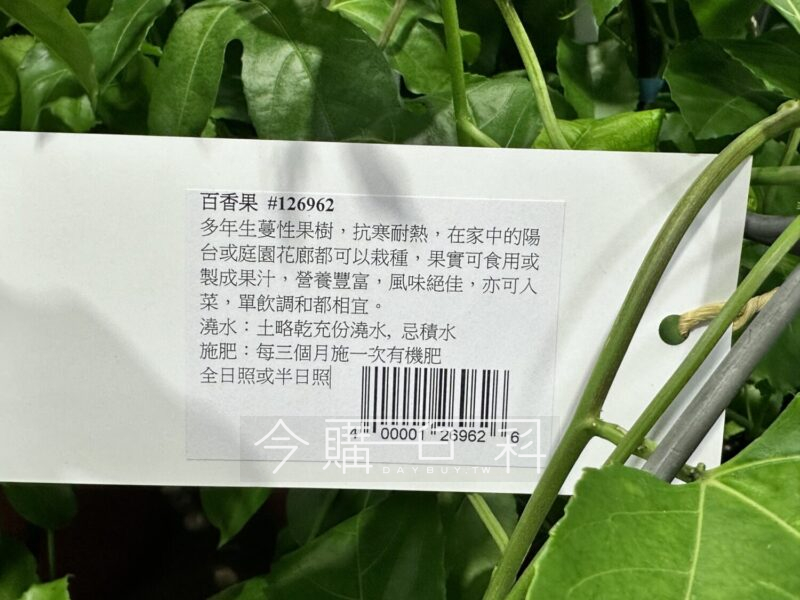 百香果 #126962
多年生蔓性果樹，抗寒耐熱，在家中的陽
台或庭園花廊都可以栽種，果實可食用或
製成果汁，營養豐富，風味絕佳，亦可入
菜，單飲調和都相宜。
澆水：土略乾充份澆水, 忌積水
施肥：每三個月施一次有機肥
全日照或半日照
4 00001 26962 6
今購百科
DAYBUY.TW